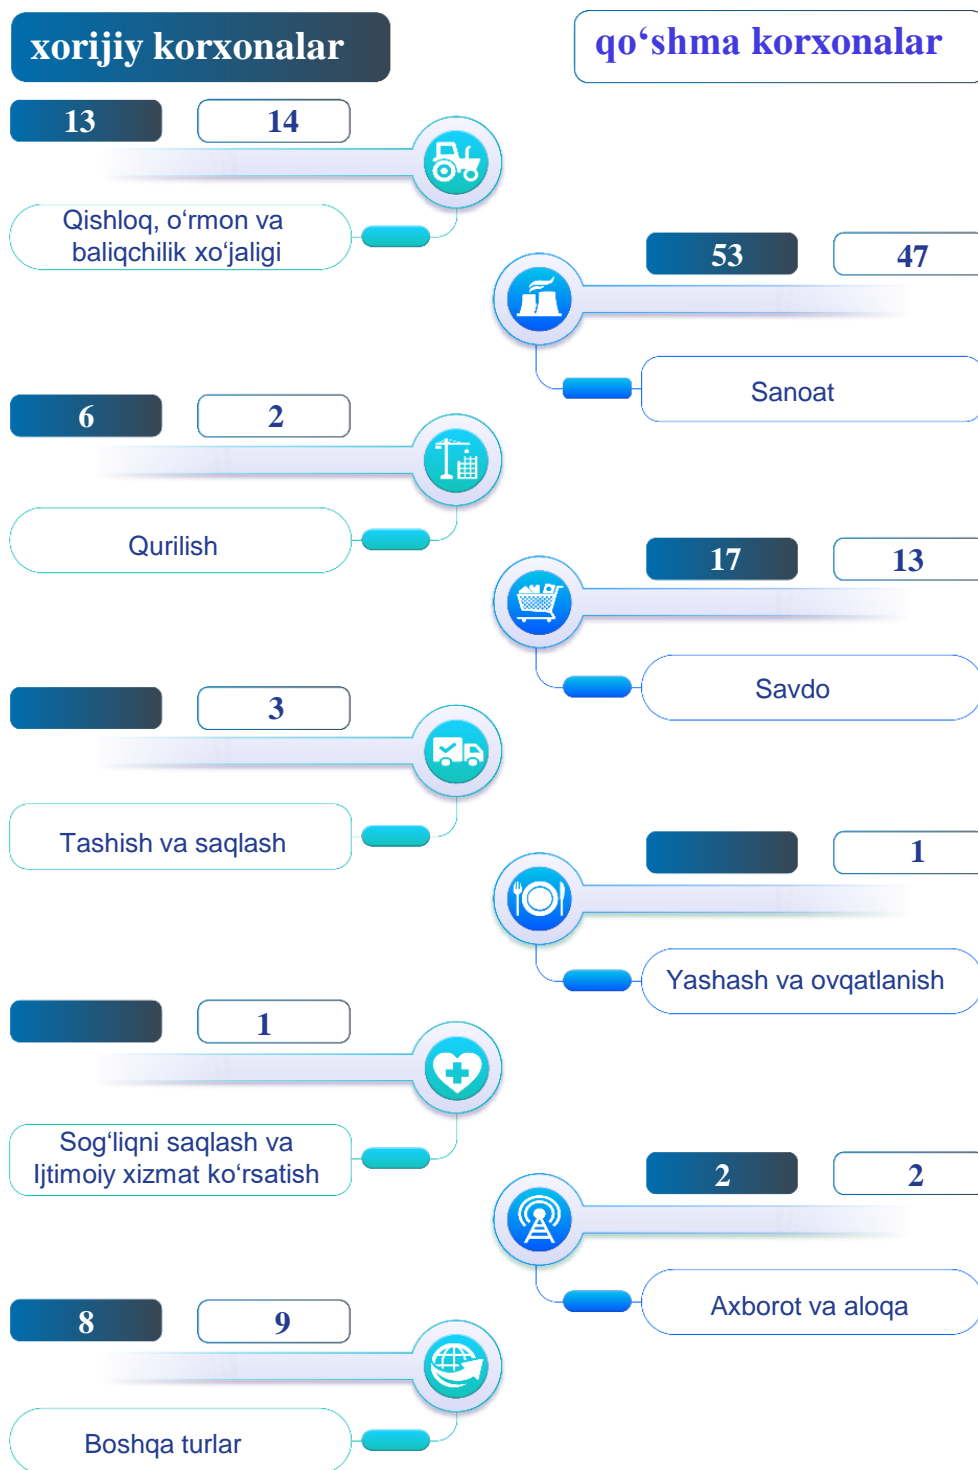 xorijiy korxonalar
qo‘shma korxonalar
13
14
Qishloq, o‘rmon va
baliqchilik xo‘jaligi
53
47
Sanoat
6
2
Qurilish
17
13
Savdo
3
Tashish va saqlash
1
Yashash va ovqatlanish
1
Sog‘liqni saqlash va
Ijtimoiy xizmat ko‘rsatish
2
2
Axborot va aloqa
8
9
Boshqa turlar